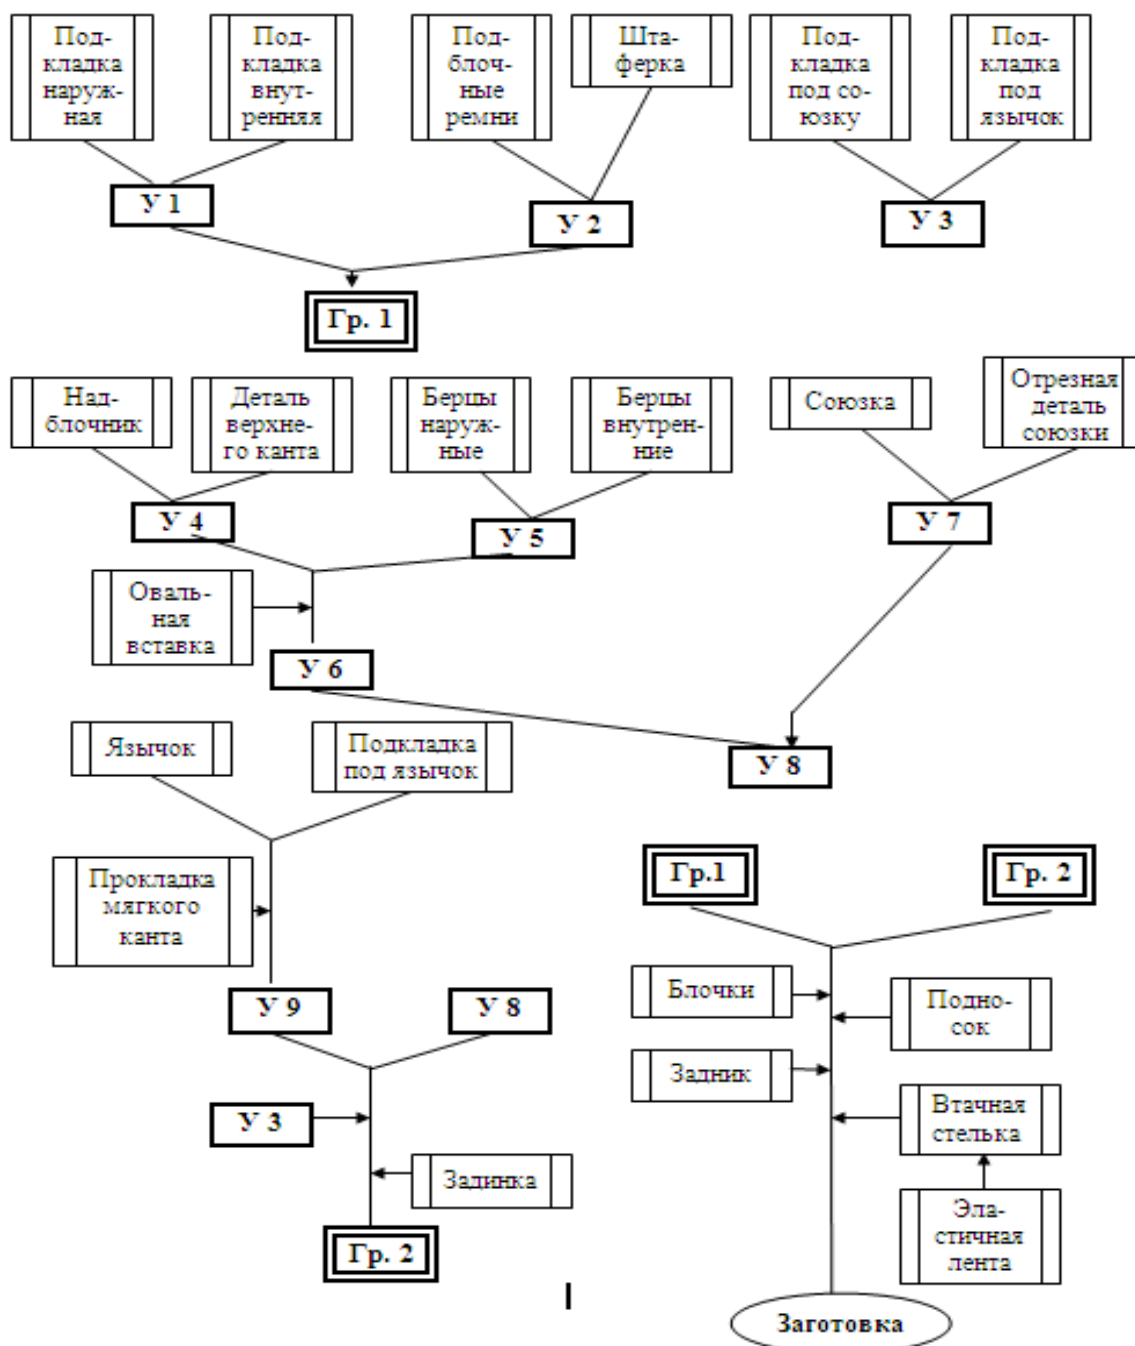 Под-
кладка
наруж-
ная
Под-
кладка
внут-
ренняя
Под-
блоч-
ные
ремни
Шта-
ферка
Под-
кладка
под со-
юзку
Под-
кладка
под
язычок
У 1
У 2
У 3
Гр. 1
Над-
блочник
Деталь
верхне-
го канта
Берцы
наруж-
ные
Берцы
внутрен-
ние
Союзка
Отрезная
деталь
союзки
У 4
У 5
У 7
Оваль-
ная
вставка
У 6
У 8
Язычок
Подкладка
под язычок
Прокладка
мягкого
канта
У 9
У 8
У 3
Задинка
Гр. 2
Гр.1
Гр. 2
Блочки
Подно-
сок
Задник
Втачная
стелька
Эла-
стичная
лента
Заготовка